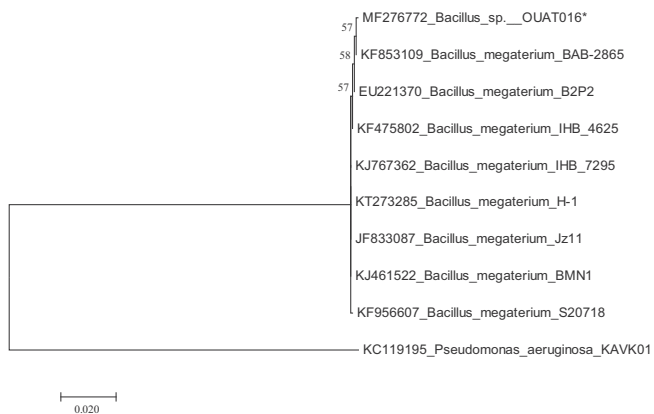 MF276772_Bacillus_sp.__OUAT016*
57
KF853109_Bacillus_megaterium_BAB-2865
58
EU221370_Bacillus_megaterium_B2P2
57
KF475802_Bacillus_megaterium_IHB_4625
KJ767362_Bacillus_megaterium_IHB_7295
KT273285_Bacillus_megaterium_H-1
JF833087_Bacillus_megaterium_Jz11
KJ461522_Bacillus_megaterium_BMN1
KF956607_Bacillus_megaterium_S20718
KC119195_Pseudomonas_aeruginosa_KAVK01
0.020